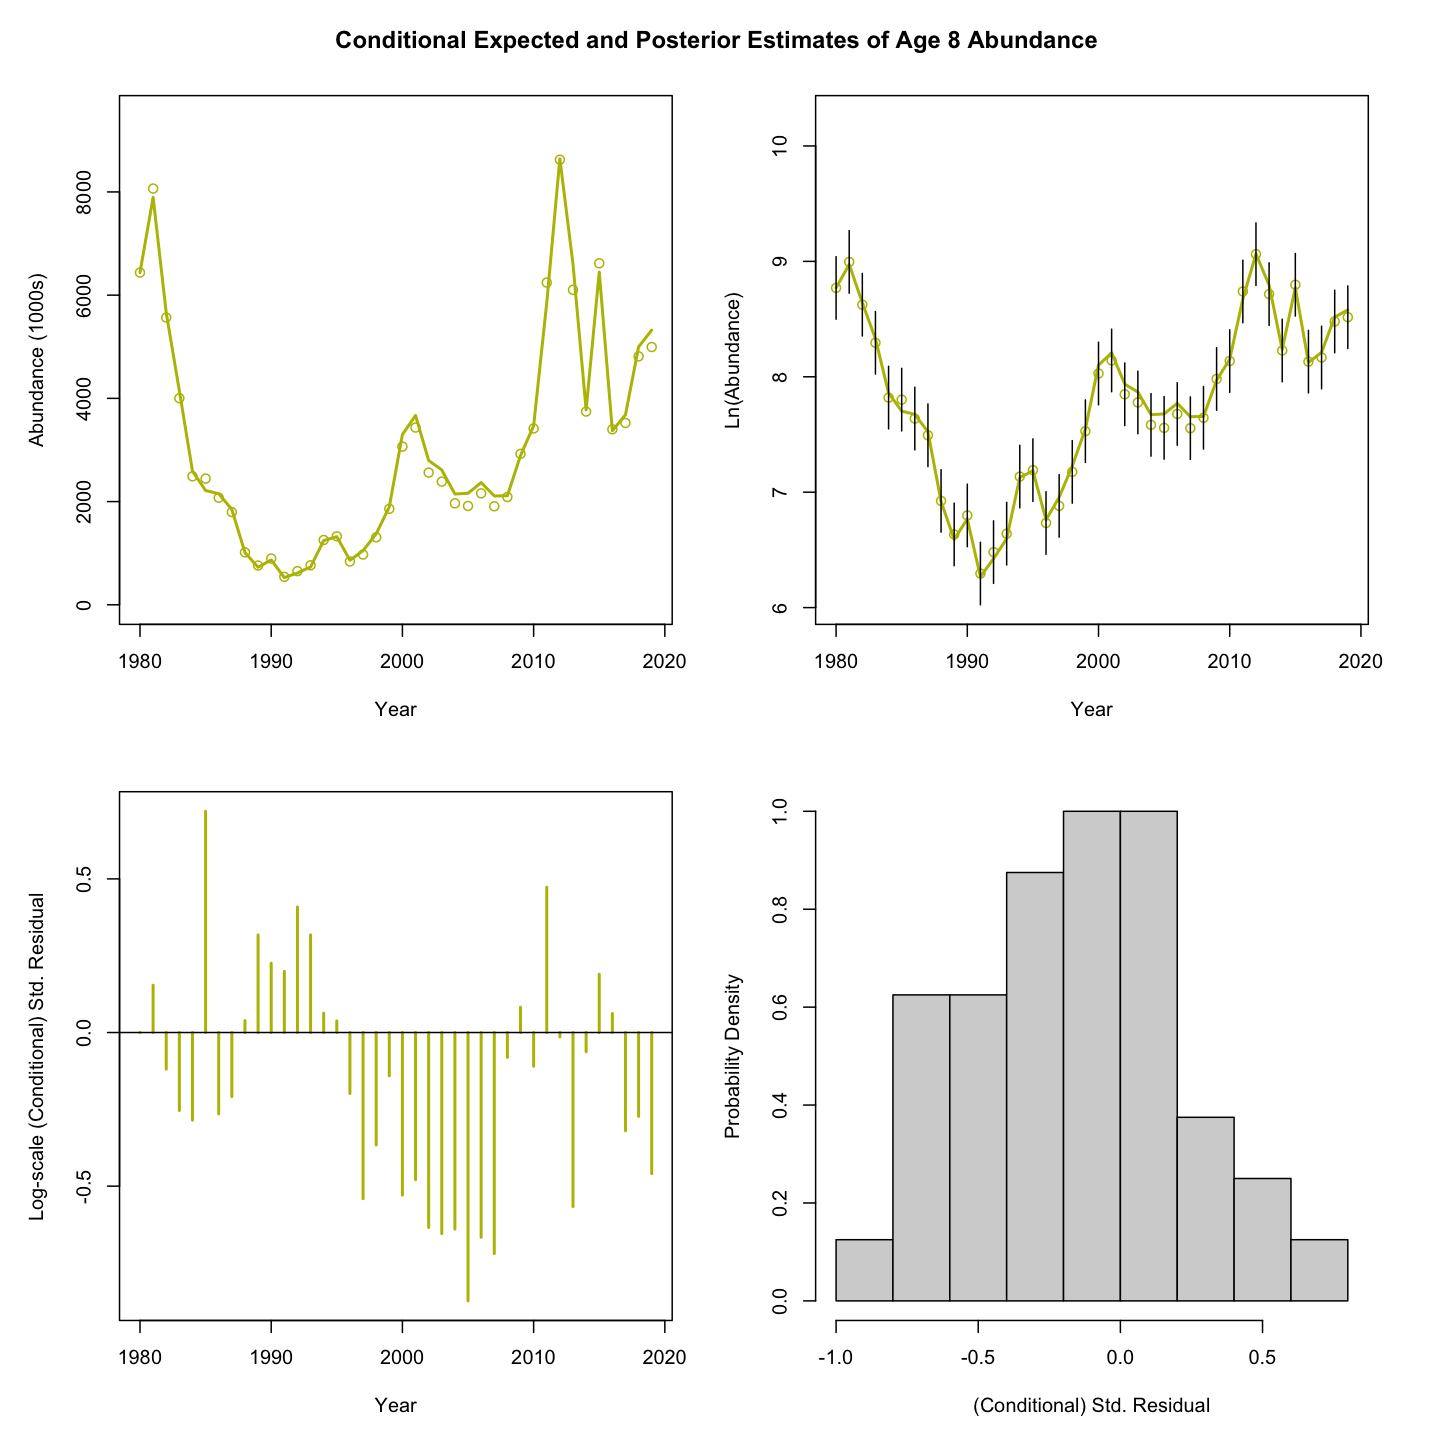 Conditional Expected and Posterior Estimates of Age 8 Abundance
Abundance (1000s)
8000
6000
4000
2000
0
1980 1990 2000 2010 2020
Year
Ln(Abundance)
10
9
8
7
6
1980 1990 2000 2010 2020
Year
Log-scale (Conditional) Std. Residual
0.5
0.0
-0.5
1980 1990 2000 2010 2020
Year
Probability Density
1.0
0.8
0.6
0.4
0.2
0.0
-1.0 -0.5 0.0 0.5
(Conditional) Std. Residual